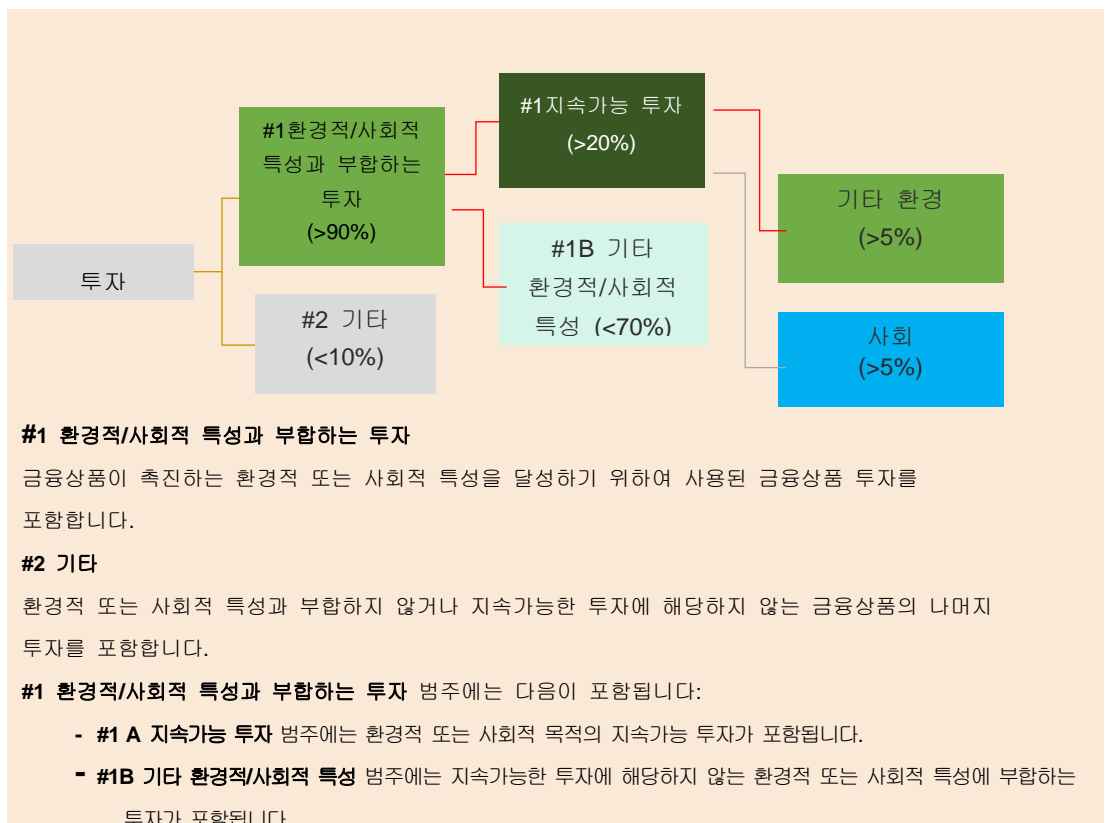 #1지속가능 투자
(>20%)
#1환경적/사회적
특성과 부합하는
투자
(>90%)
기타 환경
(>5%)
#1B 기타
환경적/사회적
특성 (<70%)
투자
#2 기타
(<10%)
사회
(>5%)
#1 환경적/사회적 특성과 부합하는 투자
금융상품이 촉진하는 환경적 또는 사회적 특성을 달성하기 위하여 사용된 금융상품 투자를
포함합니다.
#2 기타
환경적 또는 사회적 특성과 부합하지 않거나 지속가능한 투자에 해당하지 않는 금융상품의 나머지
투자를 포함합니다.
#1 환경적/사회적 특성과 부합하는 투자 범주에는 다음이 포함됩니다:
- #1 A 지속가능 투자 범주에는 환경적 또는 사회적 목적의 지속가능 투자가 포함됩니다.
- #1B 기타 환경적/사회적 특성 범주에는 지속가능한 투자에 해당하지 않는 환경적 또는 사회적 특성에 부합하는
투자가 포함됩니다